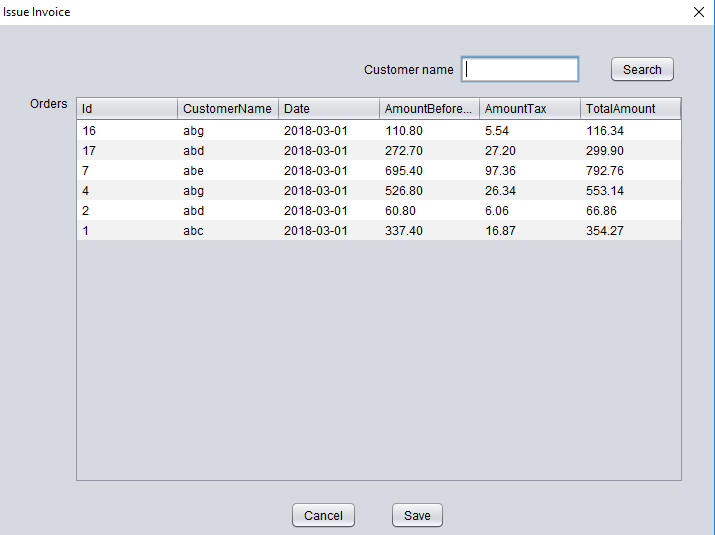 Issue Invoice
Customer name Search
Orders
Id CustomerName Date AmountBefore... AmountTax TotalAmount
16 abg 2018-03-01 110.80 5.54 116.34
17 abd 2018-03-01 272.70 27.20 299.90
7 abe 2018-03-01 695.40 97.36 792.76
4 abg 2018-03-01 526.80 26.34 553.14
2 abd 2018-03-01 60.80 6.06 66.86
1 abc 2018-03-01 337.40 16.87 354.27
Cancel Save